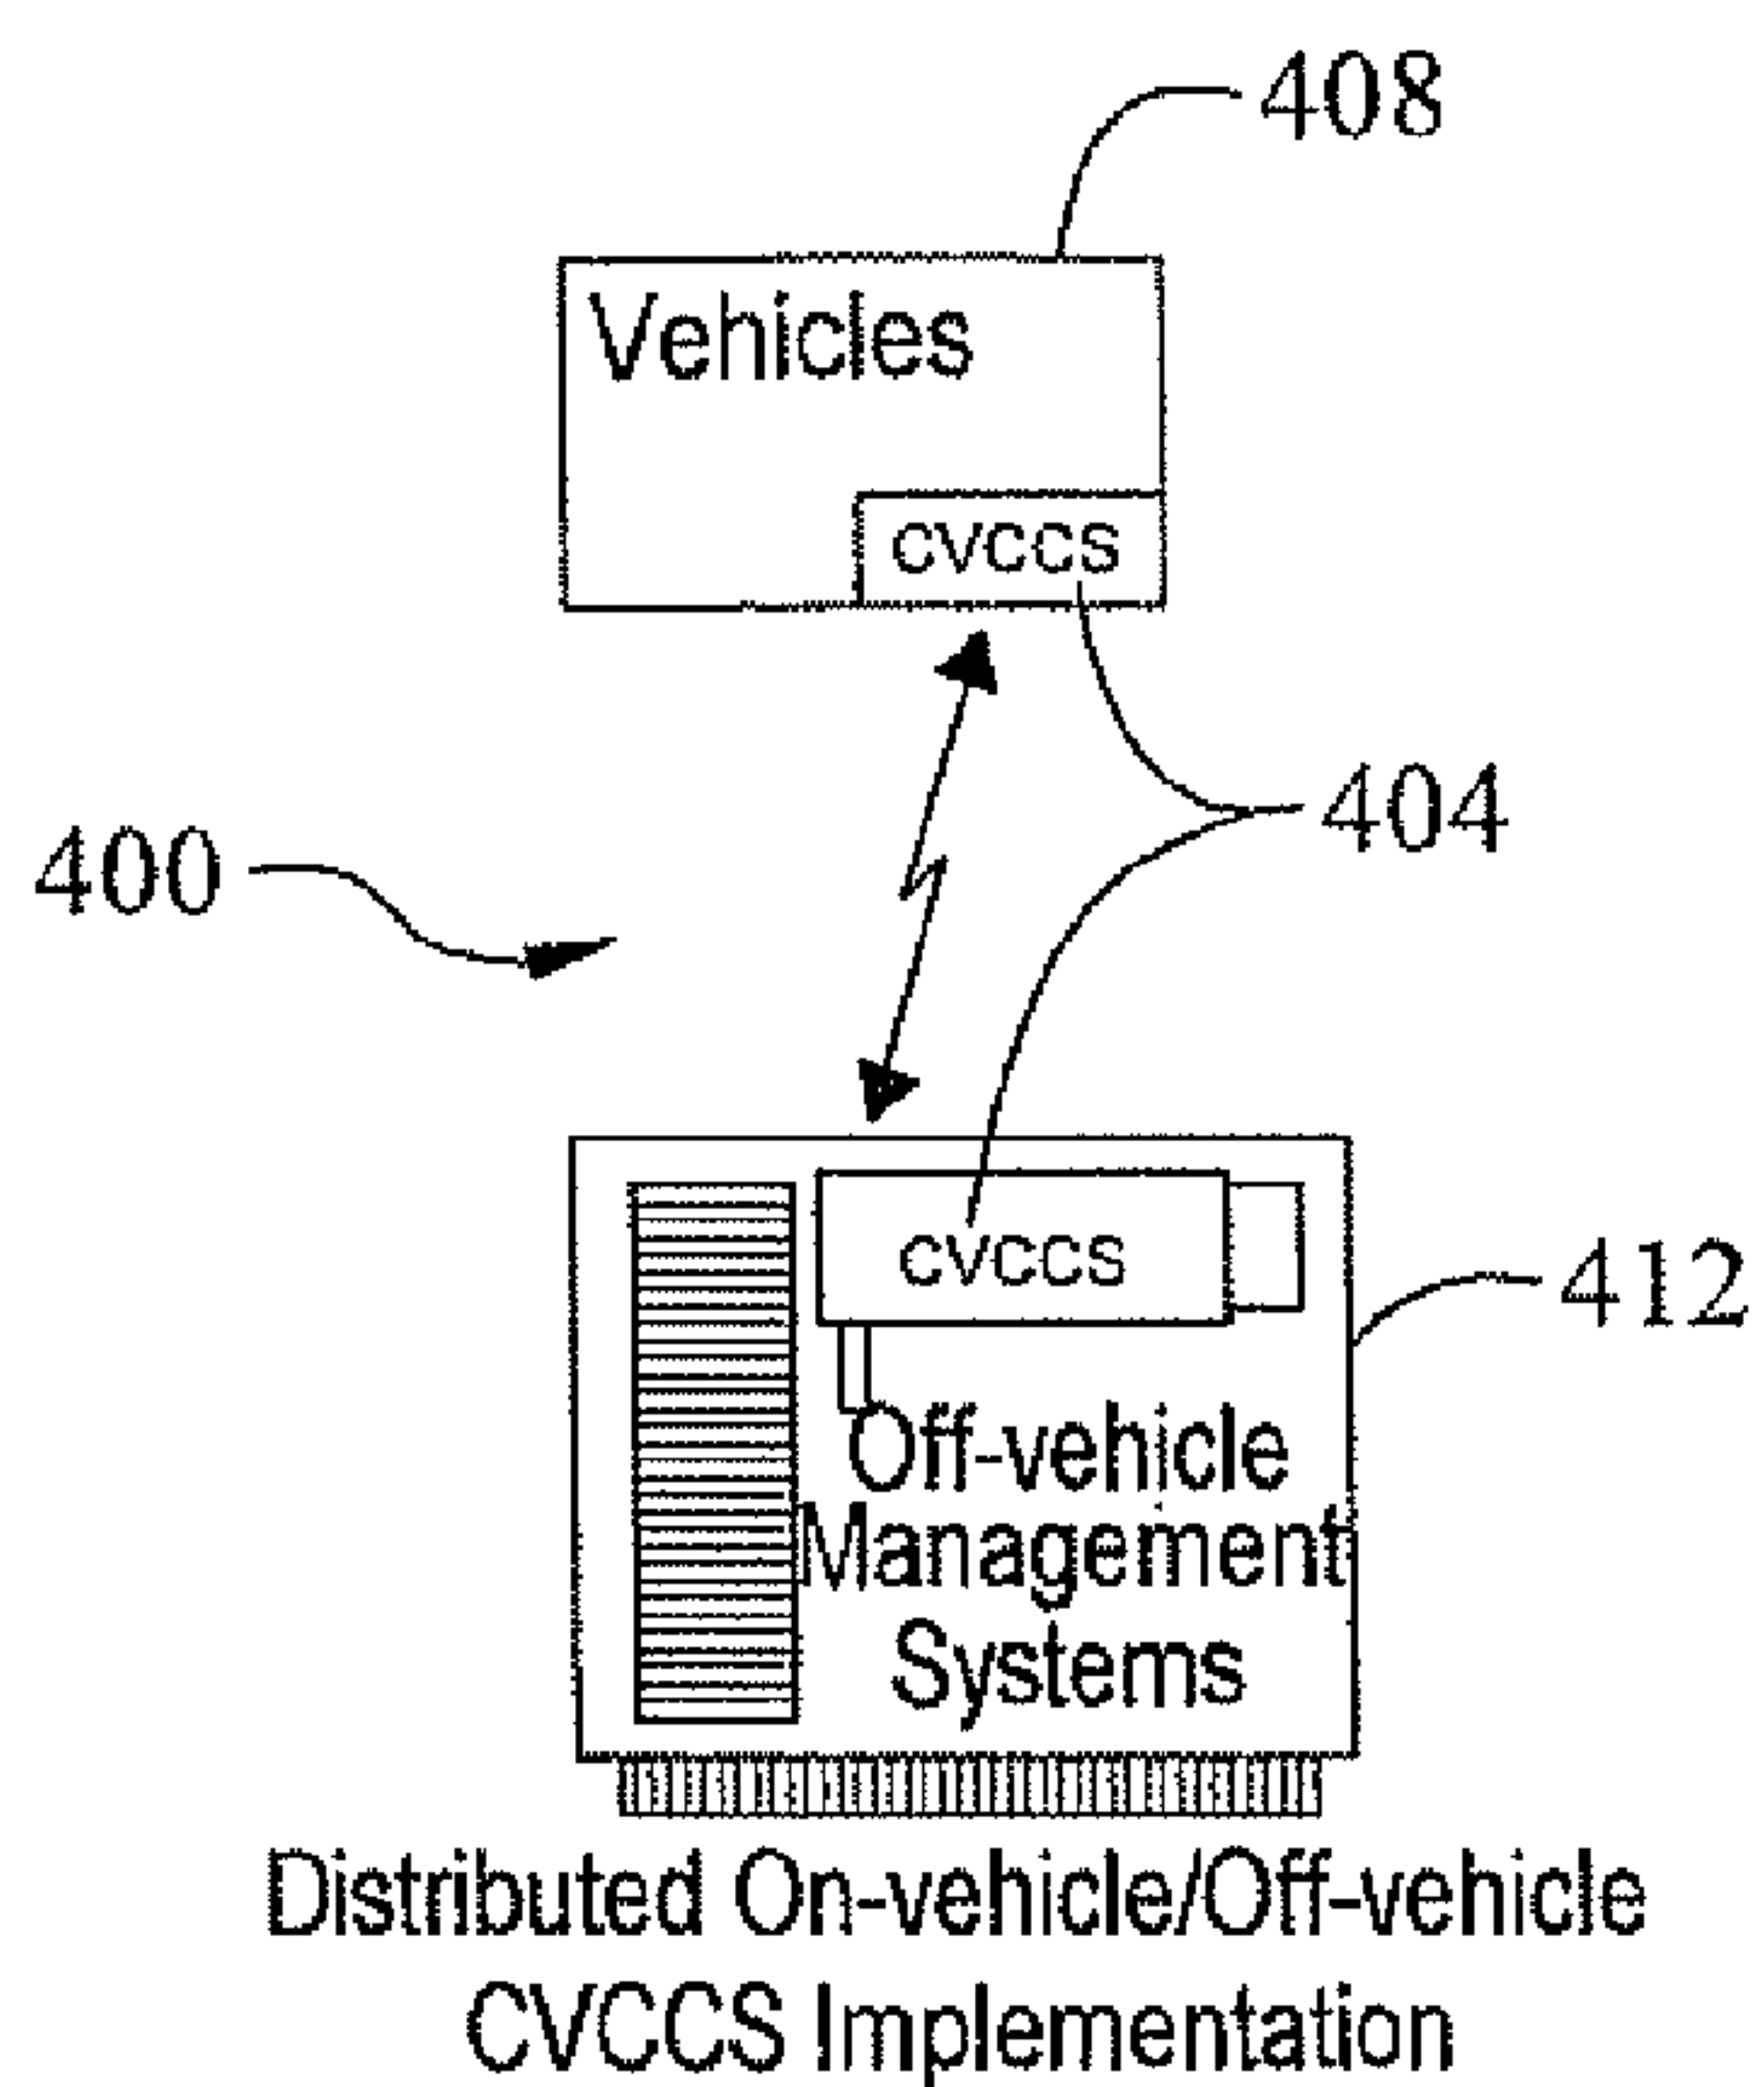 408
Vehicles
cvccs
404
400
cvccs
412
Off-vehicle
Management
Systems
Distributed On-vehicle/Off-vehicle
CVCCS Implementation